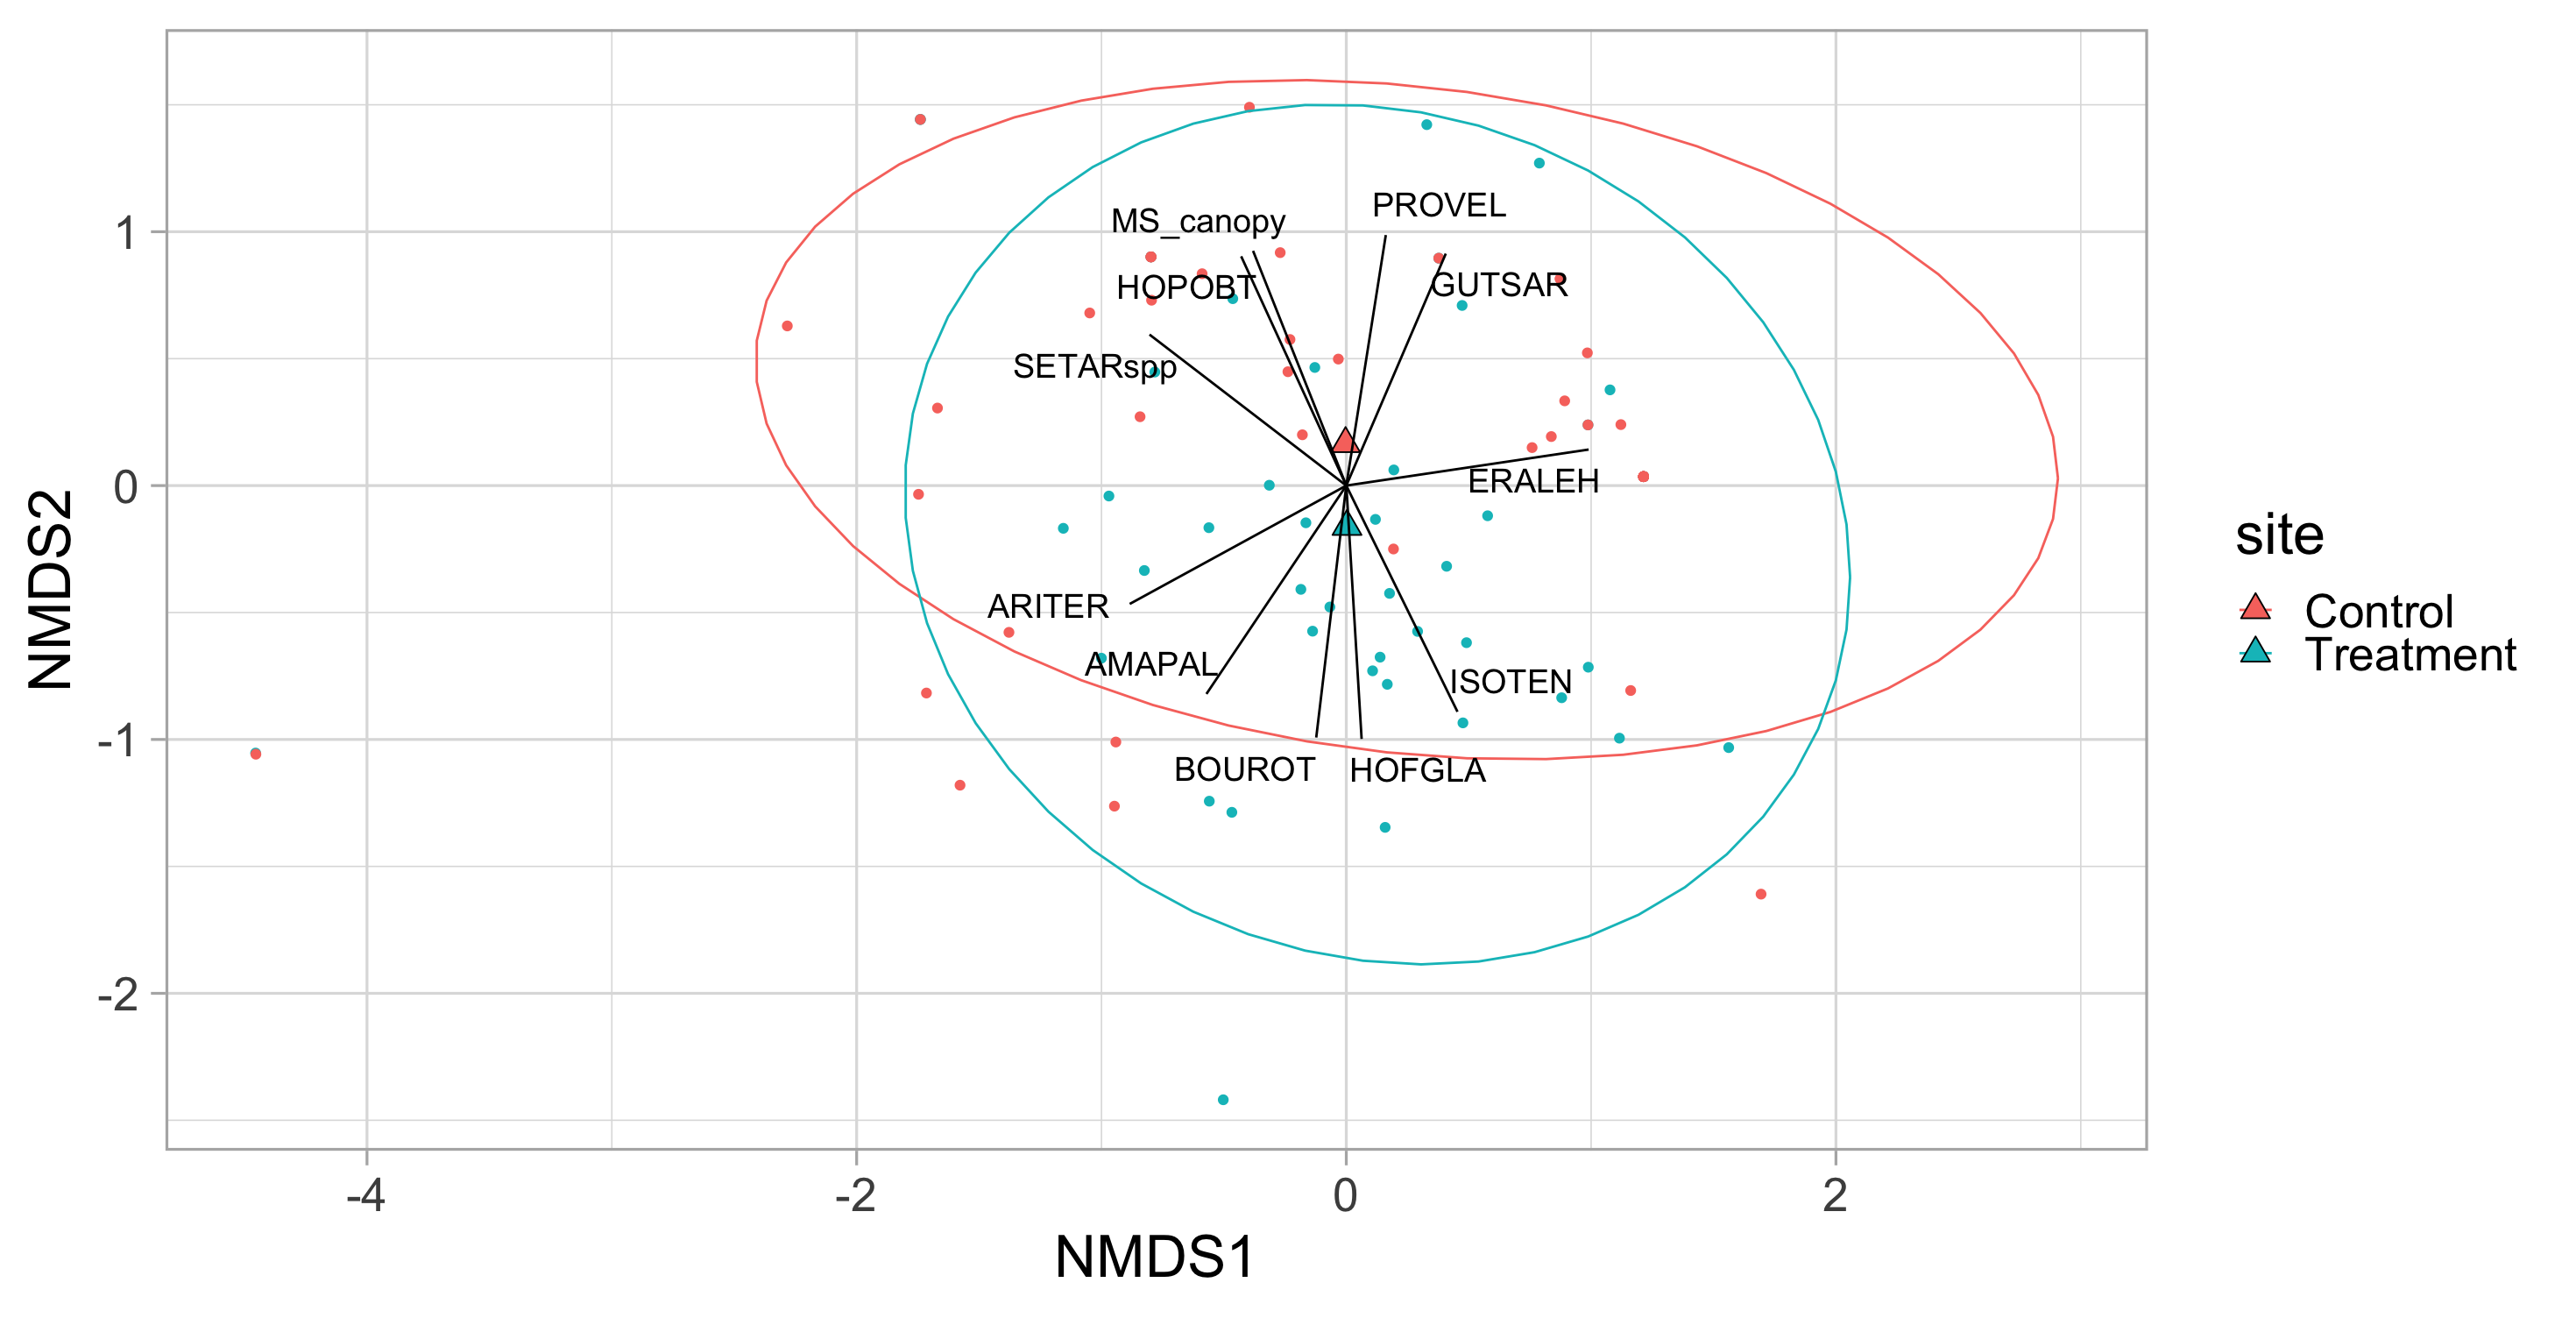 PROVEL
MS_canopy
HOPOBT
GUTSAR
SETARspp
ERALEH
ARITER
AMAPAL
ISOTEN
BOUROT
HOFGLA
1
0
-1
-2
-4
-2
0
2
NMDS1
NMDS2
site
Control
Treatment